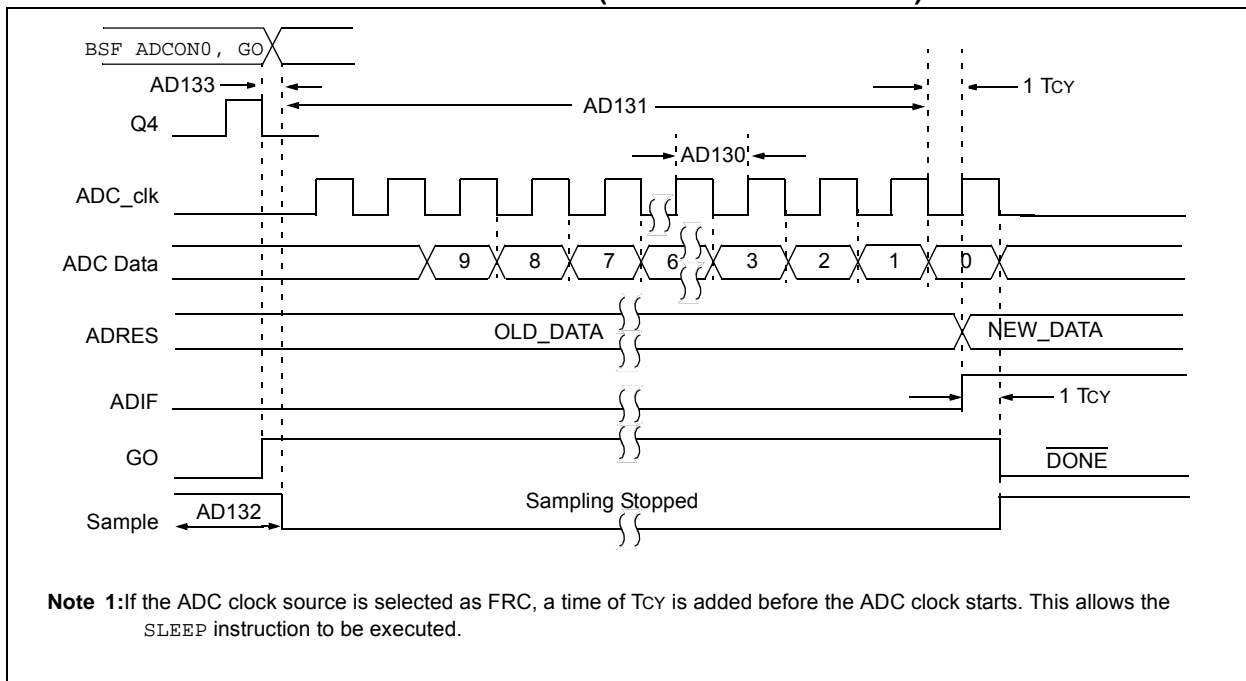 BSF ADCON0, GO
AD133
1 TCY
AD131
Q4
AD130
ADC_clk
ADC Data 9 8 7 6 3 2 1 0
ADRES OLD_DATA NEW_DATA
ADIF 1 TCY
GO DONE
Sampling Stopped
Sample AD132
Note 1:If the ADC clock source is selected as FRC, a time of TCY is added before the ADC clock starts. This allows the
SLEEP instruction to be executed.